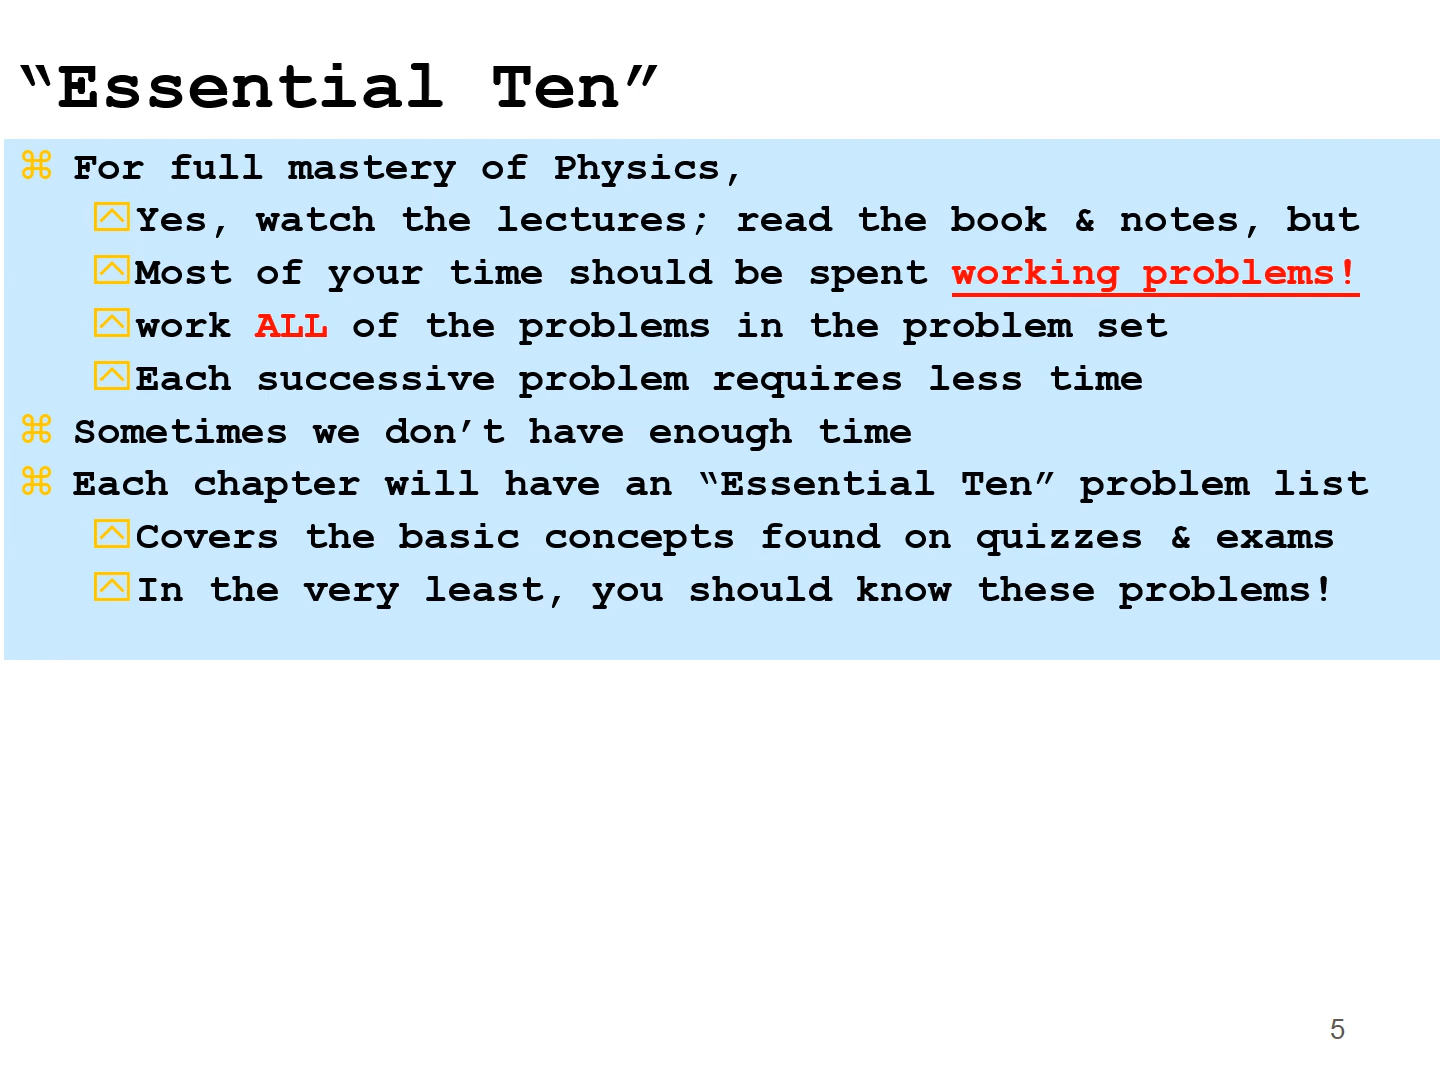 “Essential Ten”
⌘ For full mastery of Physics,
Yes, watch the lectures; read the book & notes, but
Most of your time should be spent working problems!
work ALL of the problems in the problem set
Each successive problem requires less time
⌘ Sometimes we don’t have enough time
⌘ Each chapter will have an “Essential Ten” problem list
Covers the basic concepts found on quizzes & exams
In the very least, you should know these problems!
5